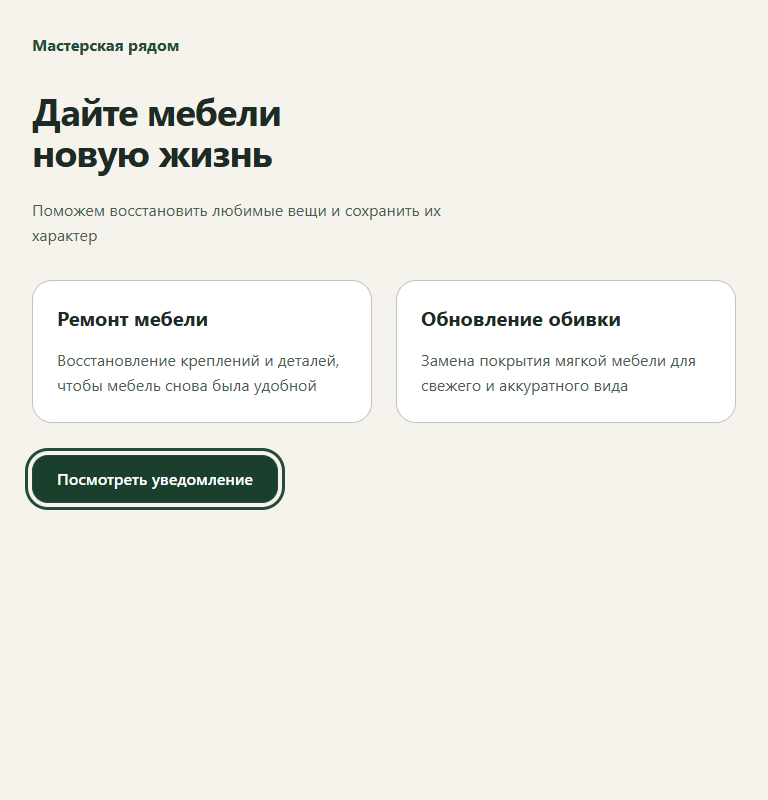 Мастерская рядом
Дайте мебели
новую жизнь
Поможем восстановить любимые вещи и сохранить их
характер
Ремонт мебели
Восстановление креплений и деталей,
чтобы мебель снова была удобной
Обновление обивки
Замена покрытия мягкой мебели для
свежего и аккуратного вида
Посмотреть уведомление